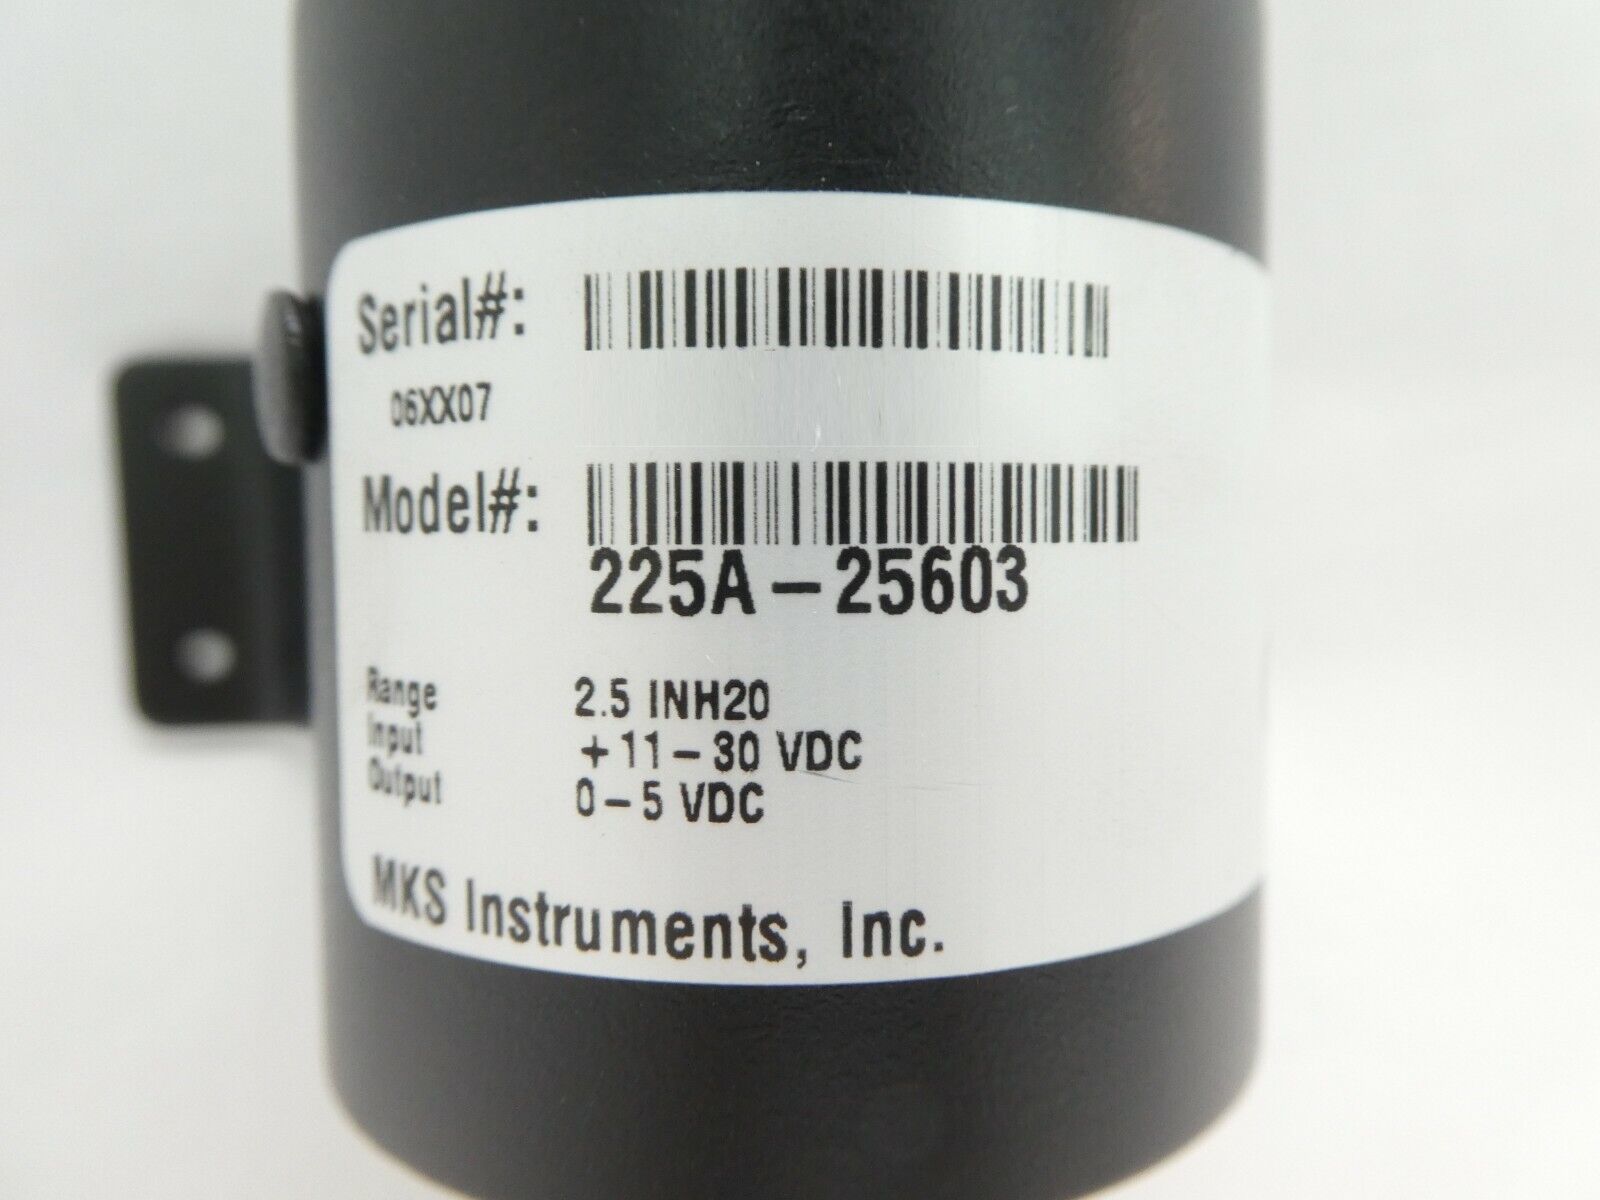 Serial#:
06XX07
Model#:
225A-25603
Range 2.5 INH20
Input +11-30 VDC
Output 0-5 VDC
MKS Instruments, Inc.